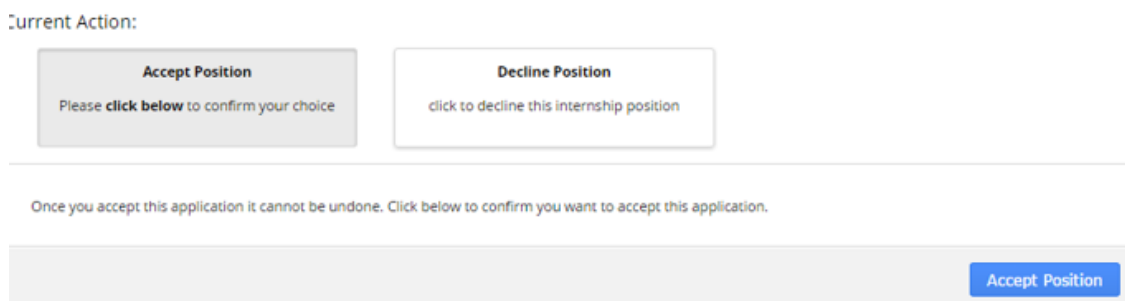 Current Action:
Accept Position
Please click below to confirm your choice
Decline Position
click to decline this internship position
Once you accept this application it cannot be undone. Click below to confirm you want to accept this application.
Accept Position